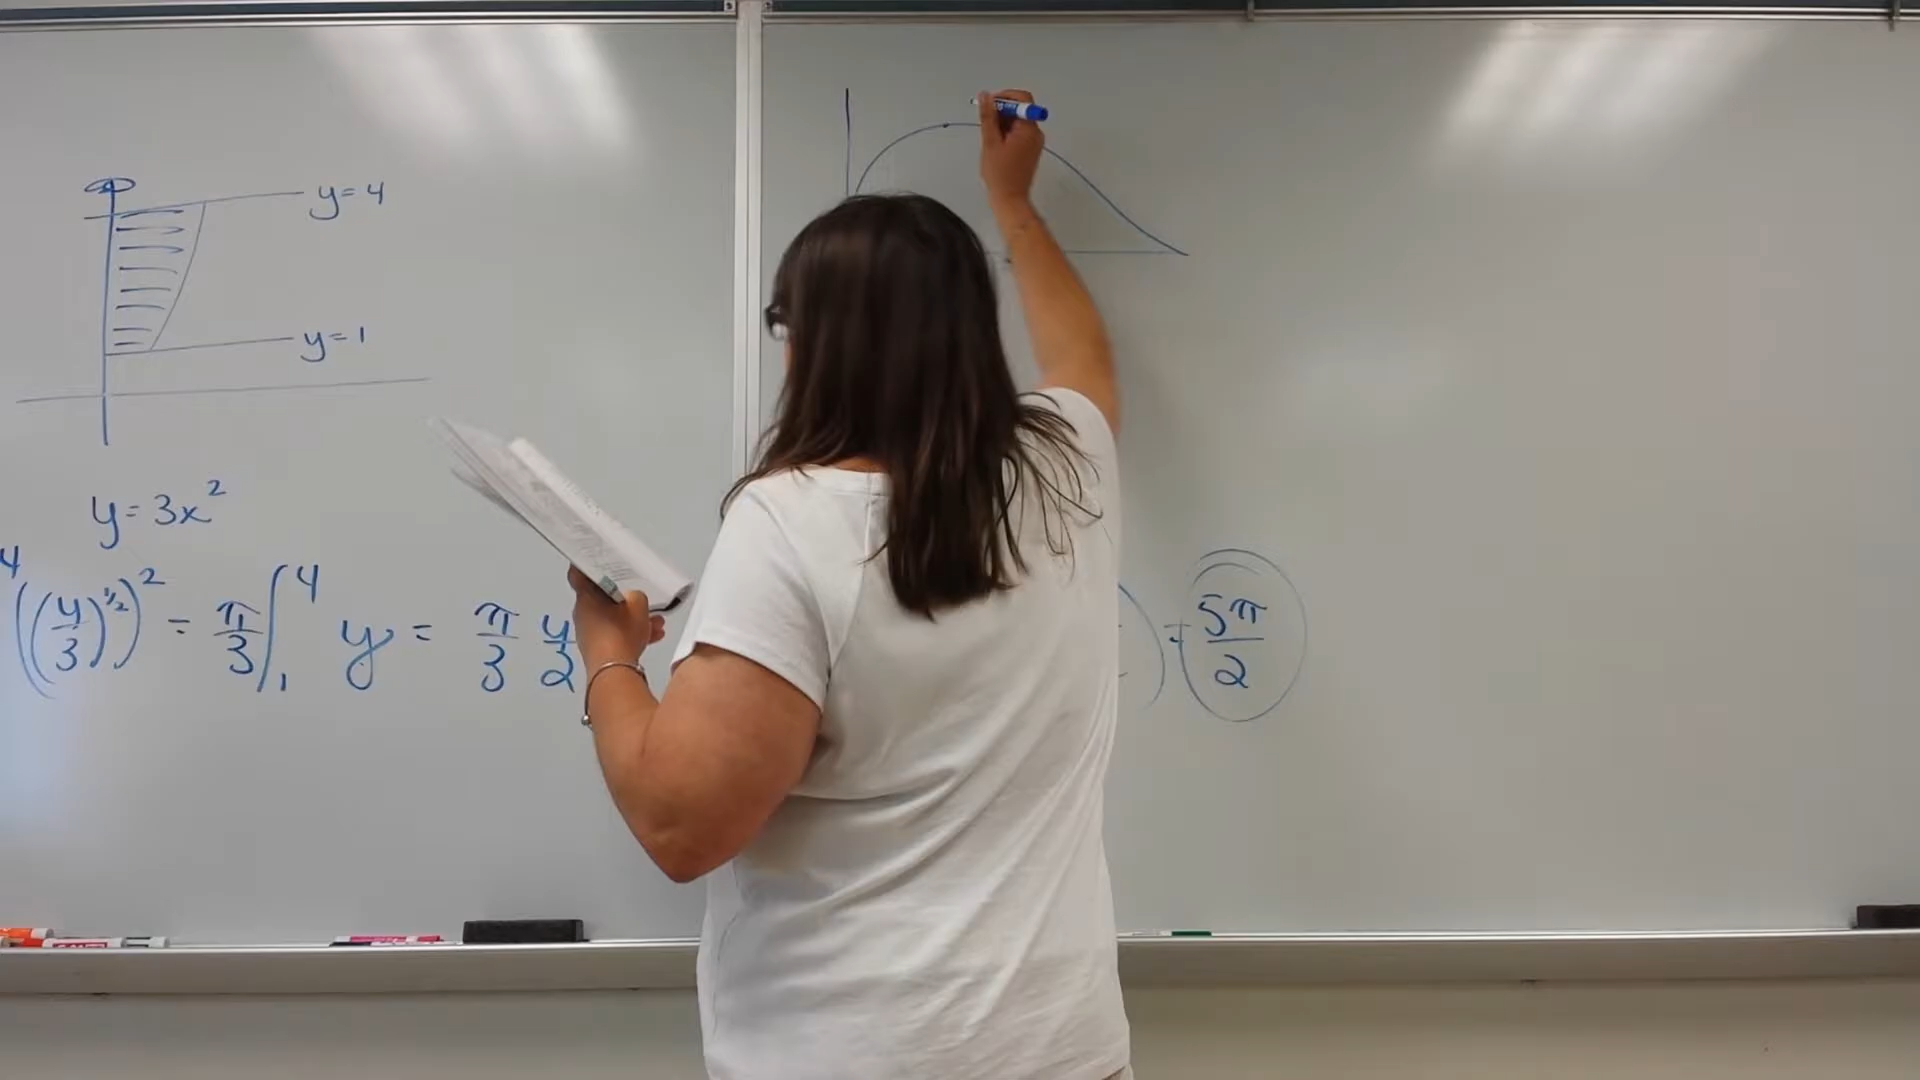 y=4
y=1
y=3x²
4 ((y/3)^1/2)² = π/3 ∫₁⁴ y = π/3 y/2 ) = 5π/2